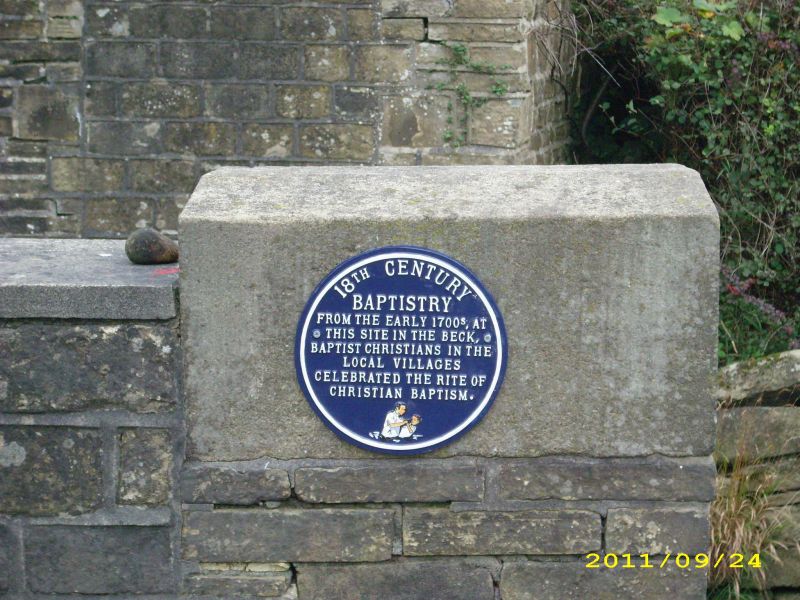 18TH CENTURY
BAPTISTRY
FROM THE EARLY 1700s, AT
THIS SITE IN THE BECK,
BAPTIST CHRISTIANS IN THE
LOCAL VILLAGES
CELEBRATED THE RITE OF
CHRISTIAN BAPTISM.
2011/09/24